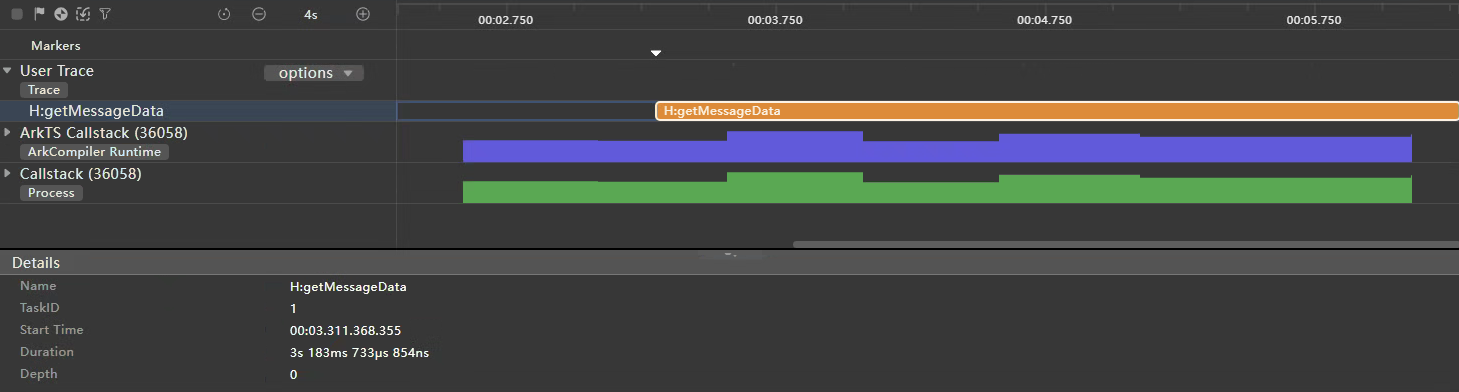 4s
00:02.750 00:03.750 00:04.750 00:05.750
Markers
User Trace options
Trace
H:getMessageData H:getMessageData
ArkTS Callstack (36058)
ArkCompiler Runtime
Callstack (36058)
Process
Details
Name H:getMessageData
TaskID 1
Start Time 00:03.311.368.355
Duration 3s 183ms 733μs 854ns
Depth 0